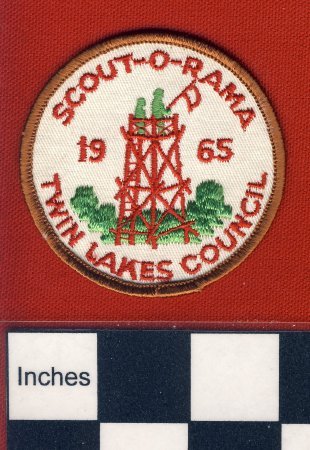 SCOUT-O-RAMA
19 65
TWIN LAKES COUNCIL
Inches